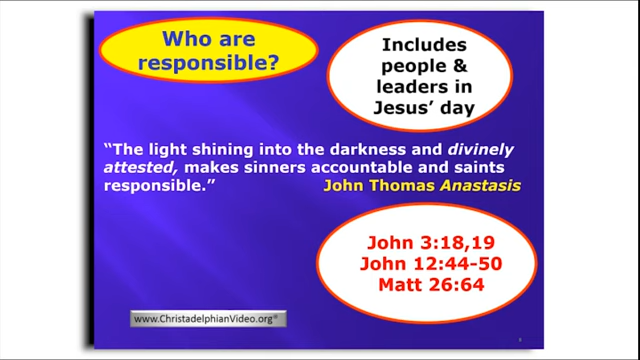 Who are
responsible?
Includes
people &
leaders in
Jesus’ day
“The light shining into the darkness and divinely
attested, makes sinners accountable and saints
responsible.” John Thomas Anastasis
John 3:18,19
John 12:44-50
Matt 26:64
www.ChristadelphianVideo.org®